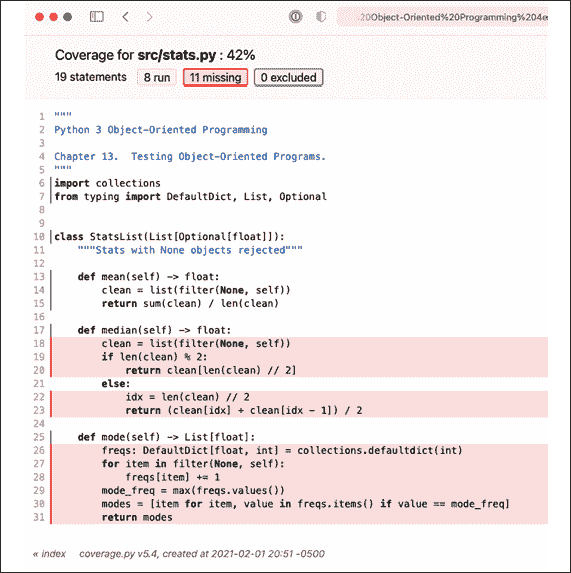 20Object-Oriented%20Programming%204e
Coverage for src/stats.py : 42%
19 statements 8 run 11 missing 0 excluded
1 """
2 Python 3 Object-Oriented Programming
3
4 Chapter 13.  Testing Object-Oriented Programs.
5 """
6 import collections
7 from typing import DefaultDict, List, Optional
8
9
10 class StatsList(List[Optional[float]]):
11     """Stats with None objects rejected"""
12
13     def mean(self) -> float:
14         clean = list(filter(None, self))
15         return sum(clean) / len(clean)
16
17     def median(self) -> float:
18         clean = list(filter(None, self))
19         if len(clean) % 2:
20             return clean[len(clean) // 2]
21         else:
22             idx = len(clean) // 2
23             return (clean[idx] + clean[idx - 1]) / 2
24
25     def mode(self) -> List[float]:
26         freqs: DefaultDict[float, int] = collections.defaultdict(int)
27         for item in filter(None, self):
28             freqs[item] += 1
29         mode_freq = max(freqs.values())
30         modes = [item for item, value in freqs.items() if value == mode_freq]
31         return modes
« index coverage.py v5.4, created at 2021-02-01 20:51 -0500